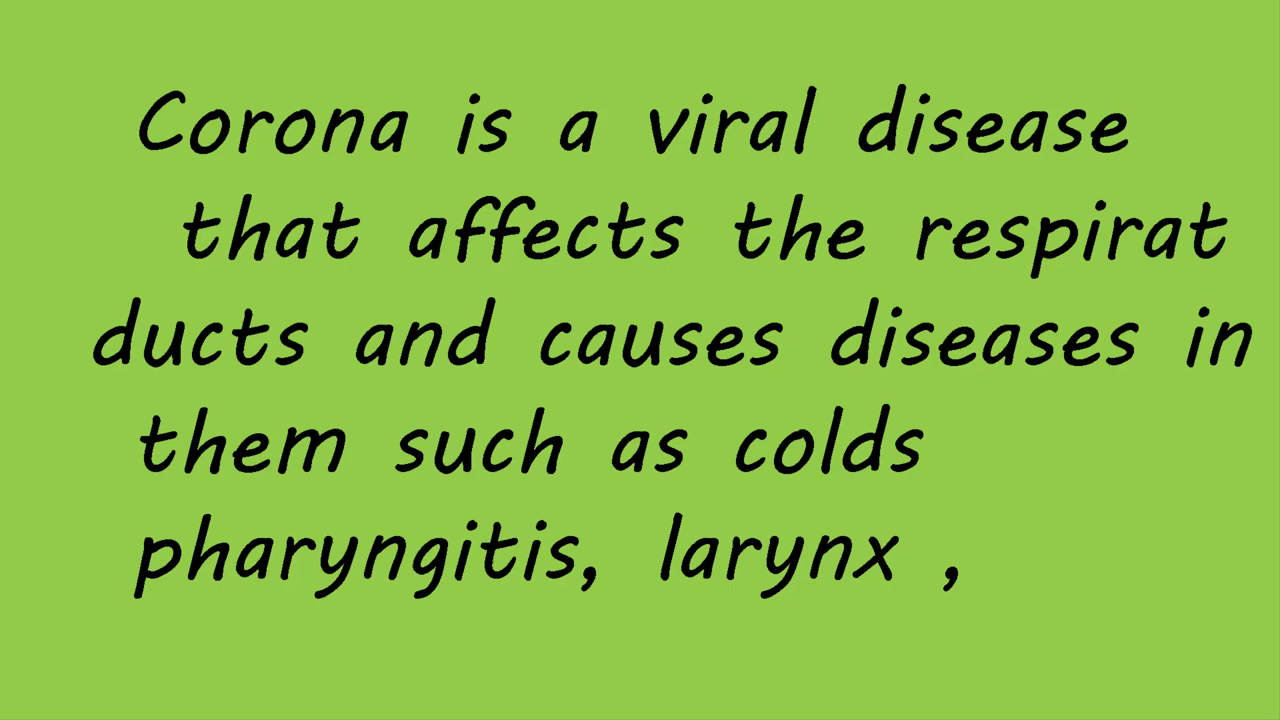 Corona is a viral disease
that affects the respirat
ducts and causes diseases in
them such as colds
pharyngitis, larynx ,